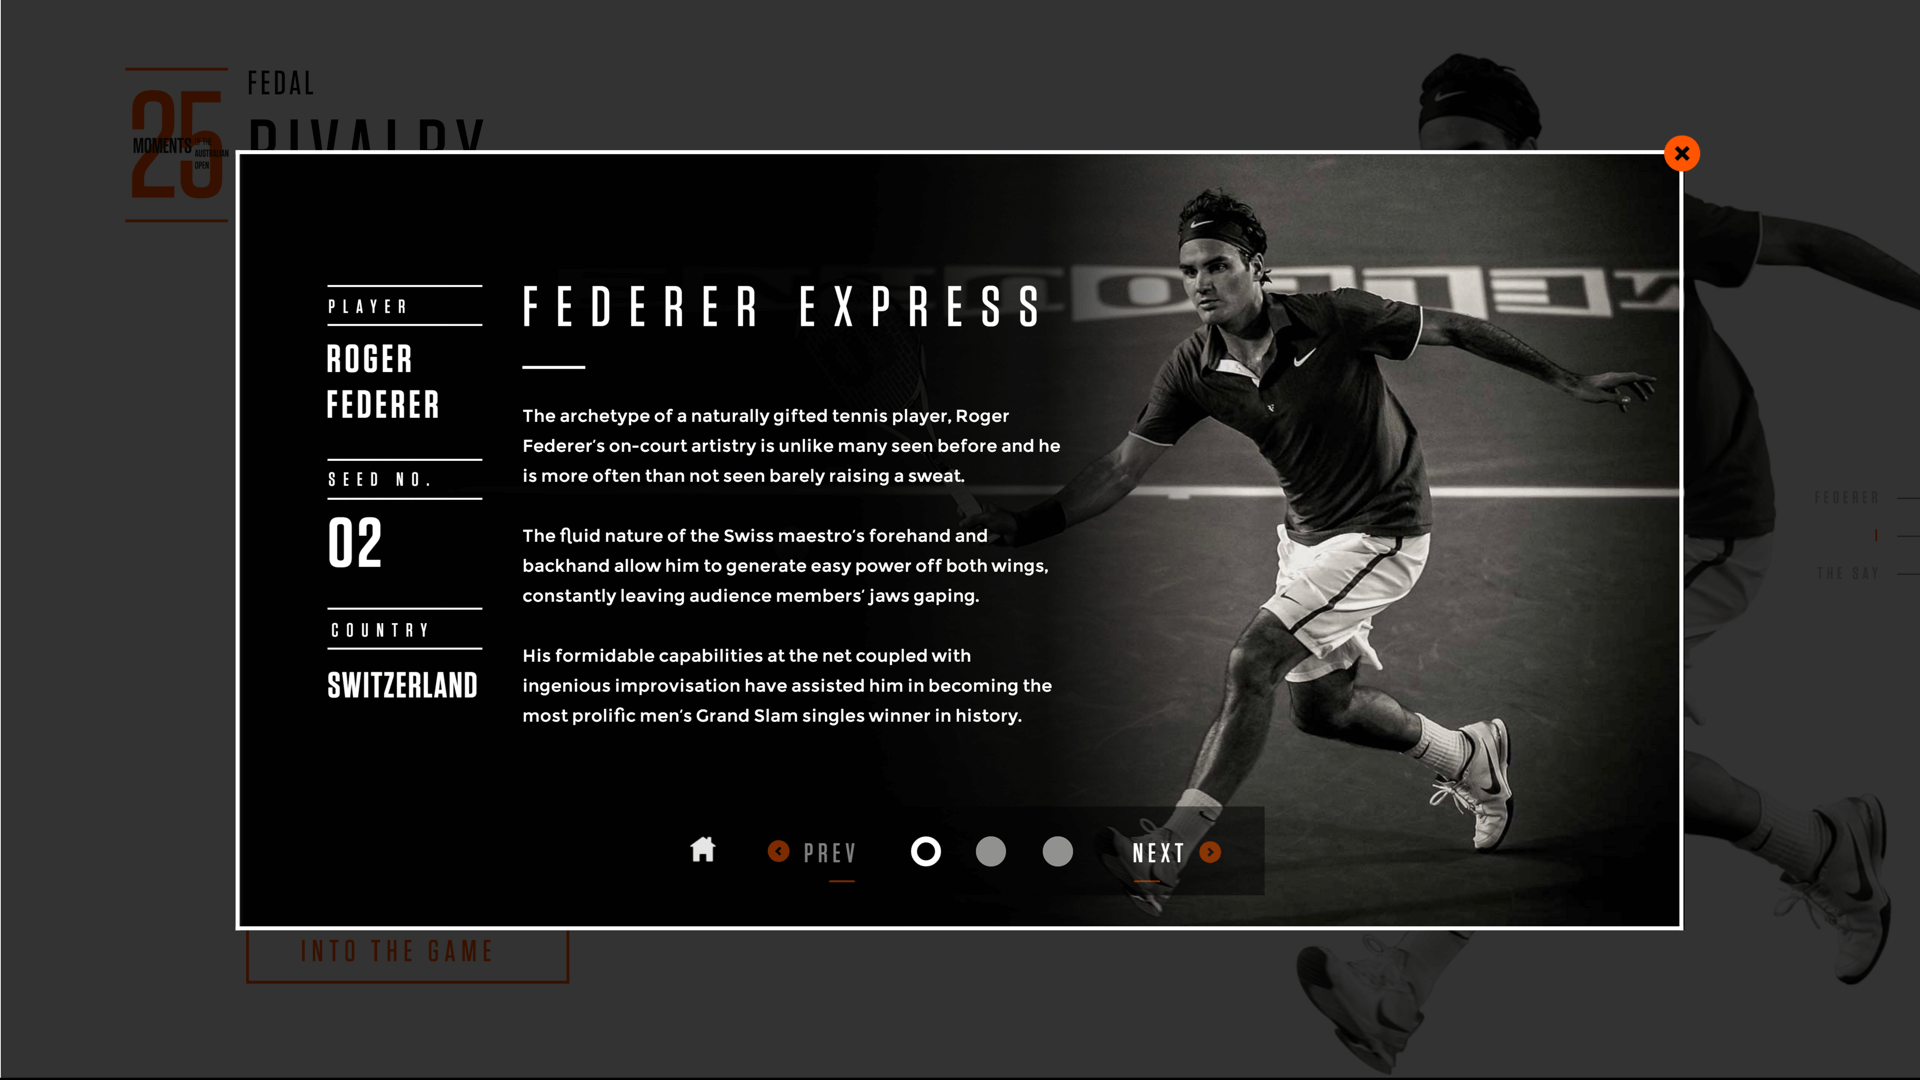 FEDAL
RIVALRY
25
MOMENTS
AUSTRALIAN
OPEN
PLAYER
ROGER
FEDERER
SEED NO.
02
COUNTRY
SWITZERLAND
FEDERER EXPRESS
The archetype of a naturally gifted tennis player, Roger
Federer's on-court artistry is unlike many seen before and he
is more often than not seen barely raising a sweat.
The fluid nature of the Swiss maestro's forehand and
backhand allow him to generate easy power off both wings,
constantly leaving audience members' jaws gaping.
His formidable capabilities at the net coupled with
ingenious improvisation have assisted him in becoming the
most prolific men's Grand Slam singles winner in history.
PREV
NEXT
INTO THE GAME
FEDERER
THE SAY